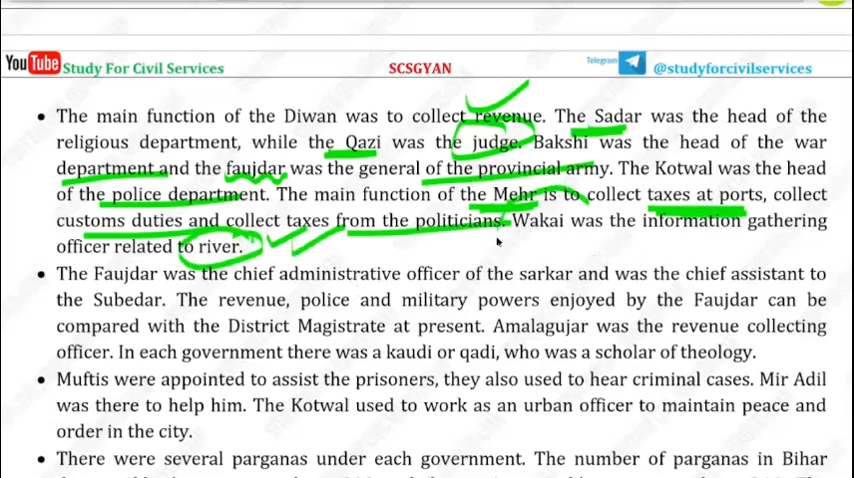 YouTube Study For Civil Services SCSGYAN Telegram @studyforcivilservices
• The main function of the Diwan was to collect revenue. The Sadar was the head of the
religious department, while the Qazi was the judge. Bakshi was the head of the war
department and the faujdar was the general of the provincial army. The Kotwal was the head
of the police department. The main function of the Mehr is to collect taxes at ports, collect
customs duties and collect taxes from the politicians. Wakai was the information gathering
officer related to river.
• The Faujdar was the chief administrative officer of the sarkar and was the chief assistant to
the Subedar. The revenue, police and military powers enjoyed by the Faujdar can be
compared with the District Magistrate at present. Amalagujar was the revenue collecting
officer. In each government there was a kaudi or qadi, who was a scholar of theology.
• Muftis were appointed to assist the prisoners, they also used to hear criminal cases. Mir Adil
was there to help him. The Kotwal used to work as an urban officer to maintain peace and
order in the city.
• There were several parganas under each government. The number of parganas in Bihar